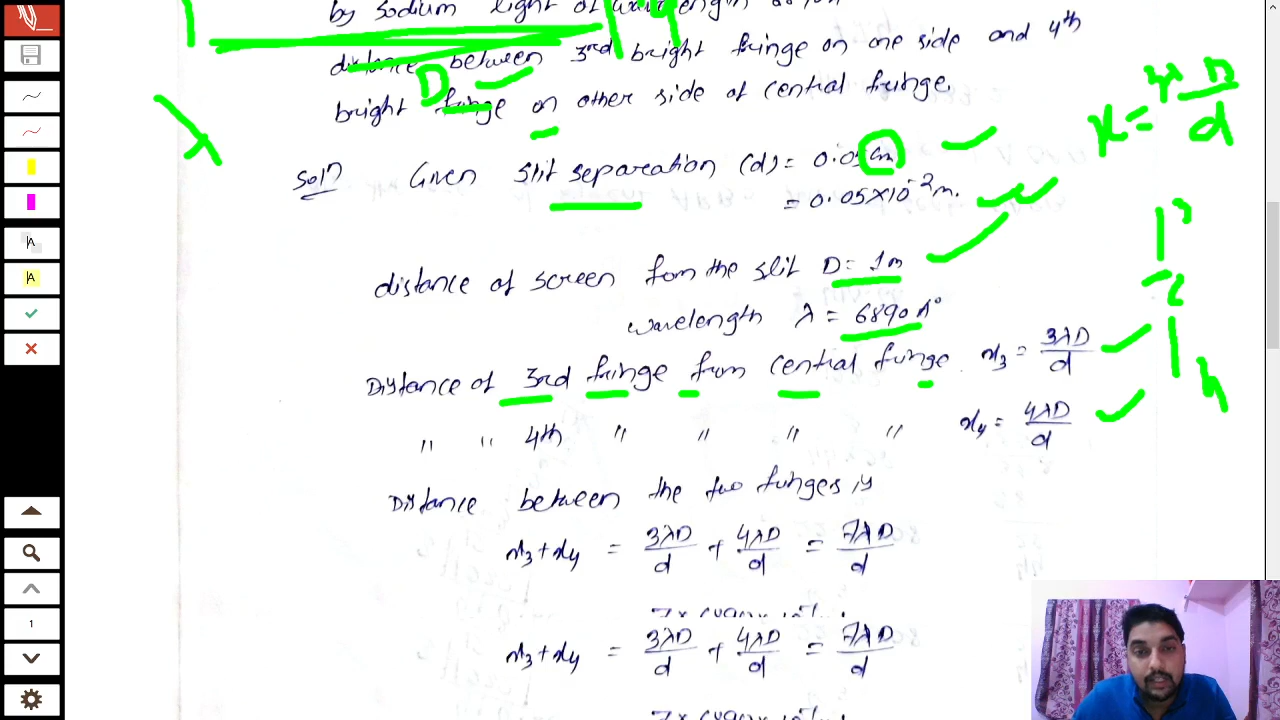 by sodium light of wavelength
distance between 3rd bright fringe on one side and 4th
D
bright fringe on other side of central fringe.
λ
x = nλD/d
Soln Given slit separation (d) = 0.05 cm
= 0.05×10⁻² m.
distance of screen from the slit D = 1m
wavelength λ = 6890 A°
Distance of 3rd fringe from central fringe x₃ = 3λD/d
" " 4th " " " " x₄ = 4λD/d
Distance between the two fringes is
x₃ + x₄ = 3λD/d + 4λD/d = 7λD/d
x₃ + x₄ = 3λD/d + 4λD/d = 7λD/d
A
A
1